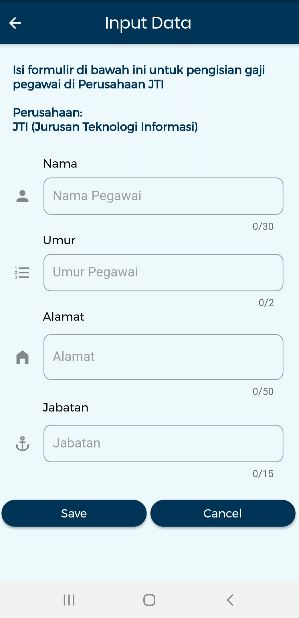 Input Data
Isi formulir di bawah ini untuk pengisian gaji
pegawai di Perusahaan JTI
Perusahaan:
JTI (Jurusan Teknologi Informasi)
Nama
Nama Pegawai
0/30
Umur
Umur Pegawai
0/2
Alamat
Alamat
0/50
Jabatan
Jabatan
0/15
Save Cancel